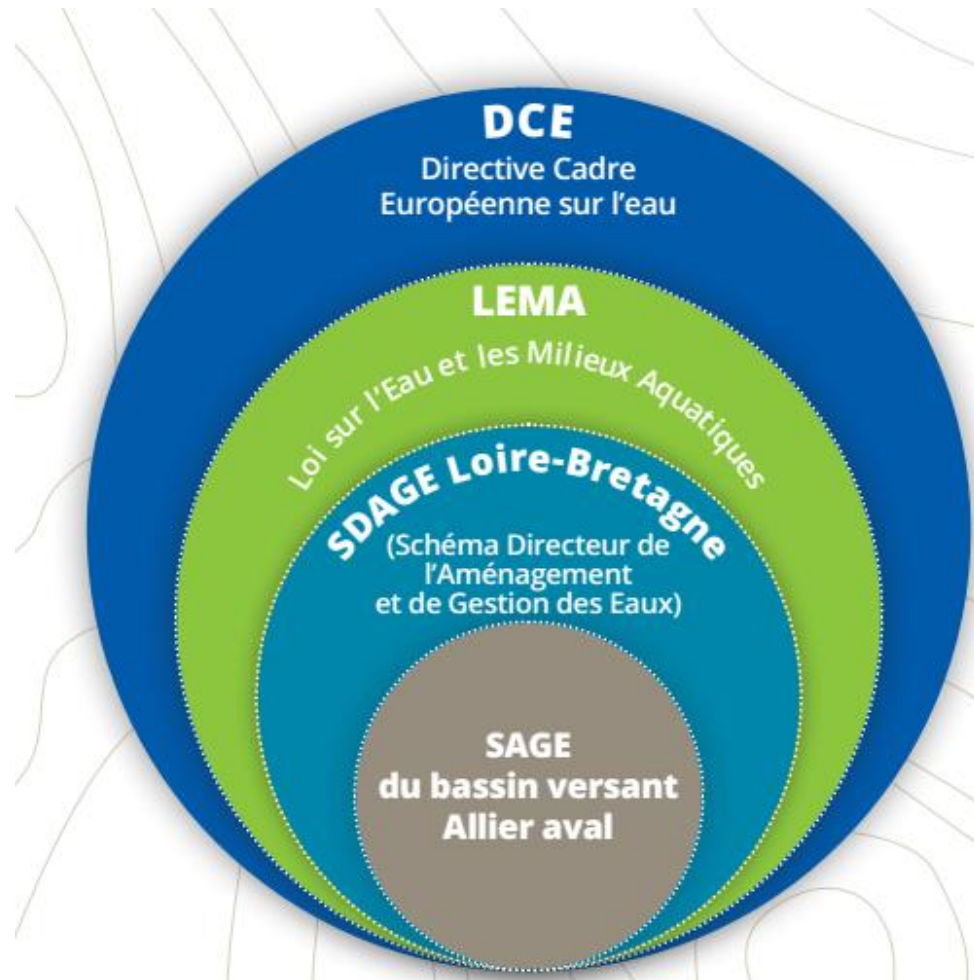 DCE
Directive Cadre
Européenne sur l'eau
LEMA
Loi sur l'Eau et les Milieux Aquatiques
SDAGE Loire-Bretagne
(Schéma Directeur de
l'Aménagement
et de Gestion des Eaux)
SAGE
du bassin versant
Allier aval